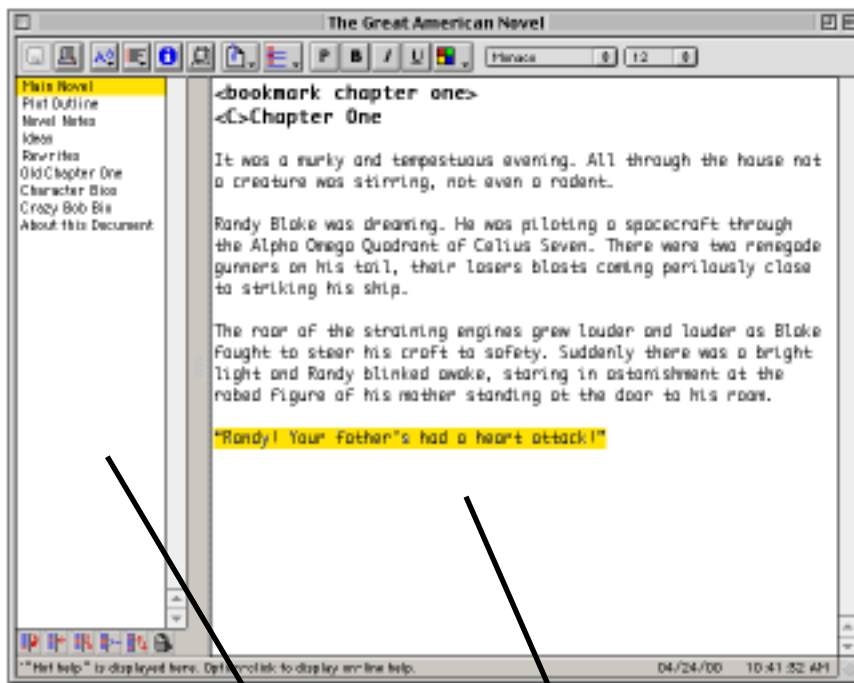 The Great American Novel
P B I U Monaco 12
Main Novel
Plot Outline
Novel Notes
Ideas
Rewrites
Old Chapter One
Character Bios
Crazy Bob Bio
About this Document
<bookmark chapter one>
<C>Chapter One
It was a murky and tempestuous evening. All through the house not
a creature was stirring, not even a rodent.
Randy Blake was dreaming. He was piloting a spacecraft through
the Alpha Omega Quadrant of Celius Seven. There were two renegade
gunners on his tail, their lasers blasts coming perilously close
to striking his ship.
The roar of the straining engines grew louder and louder as Blake
fought to steer his craft to safety. Suddenly there was a bright
light and Randy blinked awake, staring in astonishment at the
robed figure of his mother standing at the door to his room.
"Randy! Your father's had a heart attack!"
"Hot help" is displayed here. Option-click to display on-line help. 04/24/00 10:41:32 AM